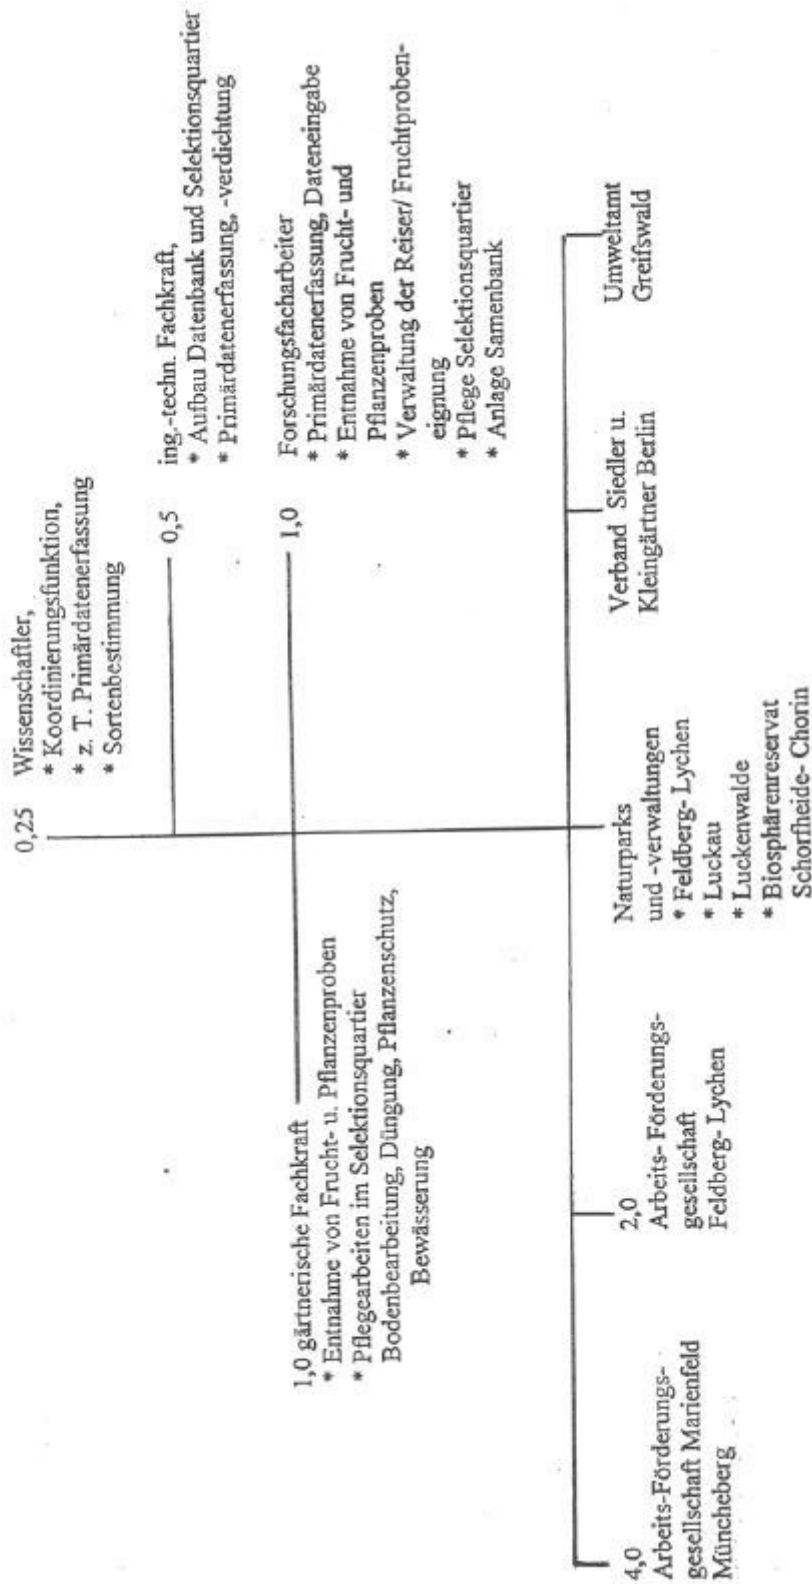 0,25 Wissenschaftler,
* Koordinierungsfunktion,
* z. T. Primärdatenerfassung
* Sortenbestimmung
0,5 ing.-techn. Fachkraft,
* Aufbau Datenbank und Selektionsquartier
* Primärdatenerfassung, -verdichtung
1,0 gärtnerische Fachkraft
* Entnahme von Frucht- u. Pflanzenproben
* Pflegearbeiten im Selektionsquartier
Bodenbearbeitung, Düngung, Pflanzenschutz,
Bewässerung
1,0 Forschungsfacharbeiter
* Primärdatenerfassung, Dateneingabe
* Entnahme von Frucht- und
Pflanzenproben
* Verwaltung der Reiser/ Fruchtproben-
eignung
* Pflege Selektionsquartier
* Anlage Samenbank
4,0
Arbeits-Förderungs-
gesellschaft Marienfeld
Müncheberg
2,0
Arbeits- Förderungs-
gesellschaft
Feldberg- Lychen
Naturparks
und -verwaltungen
* Feldberg- Lychen
* Luckau
* Luckenwalde
* Biosphärenreservat
Schorfheide- Chorin
Verband Siedler u.
Kleingärtner Berlin
Umweltamt
Greifswald